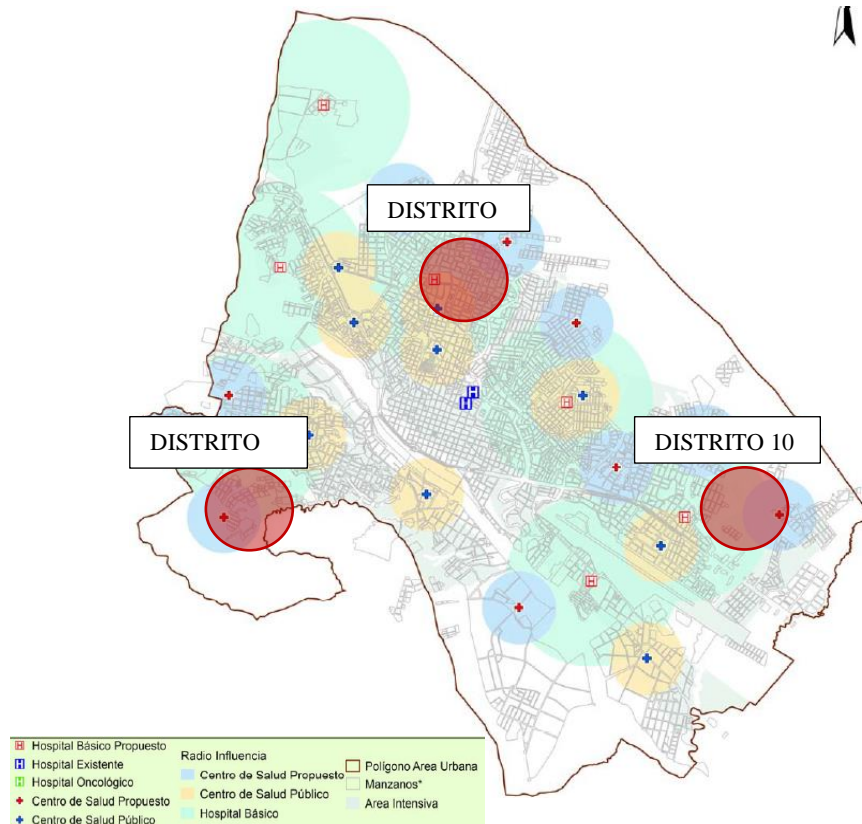 DISTRITO
DISTRITO
DISTRITO 10
Hospital Básico Propuesto
Hospital Existente
Hospital Oncológico
Centro de Salud Propuesto
Centro de Salud Público
Radio Influencia
Centro de Salud Propuesto
Centro de Salud Público
Hospital Básico
Polígono Area Urbana
Manzanos*
Area Intensiva